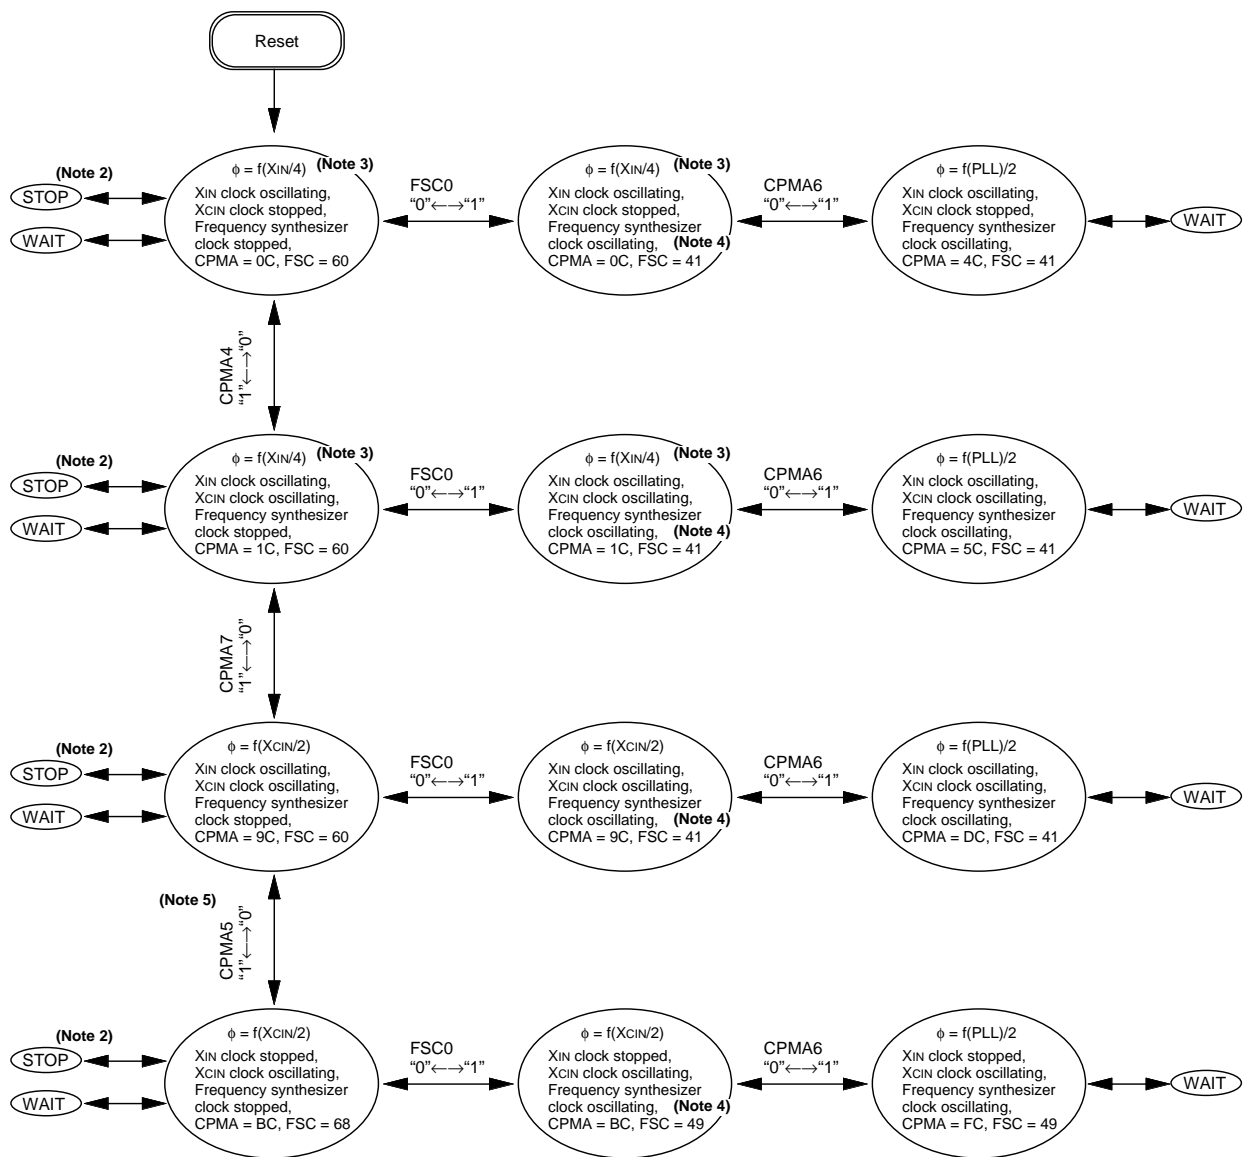 Reset
(Note 2)
STOP
WAIT
ϕ = f(XIN/4) (Note 3)
XIN clock oscillating,
XCIN clock stopped,
Frequency synthesizer
clock stopped,
CPMA = 0C, FSC = 60
FSC0
“0”←→“1”
ϕ = f(XIN/4) (Note 3)
XIN clock oscillating,
XCIN clock stopped,
Frequency synthesizer
clock oscillating, (Note 4)
CPMA = 0C, FSC = 41
CPMA6
“0”←→“1”
ϕ = f(PLL)/2
XIN clock oscillating,
XCIN clock stopped,
Frequency synthesizer
clock oscillating,
CPMA = 4C, FSC = 41
WAIT
CPMA4
“1”←→“0”
(Note 2)
STOP
WAIT
ϕ = f(XIN/4) (Note 3)
XIN clock oscillating,
XCIN clock oscillating,
Frequency synthesizer
clock stopped,
CPMA = 1C, FSC = 60
FSC0
“0”←→“1”
ϕ = f(XIN/4) (Note 3)
XIN clock oscillating,
XCIN clock oscillating,
Frequency synthesizer
clock oscillating, (Note 4)
CPMA = 1C, FSC = 41
CPMA6
“0”←→“1”
ϕ = f(PLL)/2
XIN clock oscillating,
XCIN clock oscillating,
Frequency synthesizer
clock oscillating,
CPMA = 5C, FSC = 41
WAIT
CPMA7
“1”←→“0”
(Note 2)
STOP
WAIT
ϕ = f(XCIN/2)
XIN clock oscillating,
XCIN clock oscillating,
Frequency synthesizer
clock stopped,
CPMA = 9C, FSC = 60
FSC0
“0”←→“1”
ϕ = f(XCIN/2)
XIN clock oscillating,
XCIN clock oscillating,
Frequency synthesizer
clock oscillating, (Note 4)
CPMA = 9C, FSC = 41
CPMA6
“0”←→“1”
ϕ = f(PLL)/2
XIN clock oscillating,
XCIN clock oscillating,
Frequency synthesizer
clock oscillating,
CPMA = DC, FSC = 41
WAIT
(Note 5)
CPMA5
“1”←→“0”
(Note 2)
STOP
WAIT
ϕ = f(XCIN/2)
XIN clock stopped,
XCIN clock oscillating,
Frequency synthesizer
clock stopped,
CPMA = BC, FSC = 68
FSC0
“0”←→“1”
ϕ = f(XCIN/2)
XIN clock stopped,
XCIN clock oscillating,
Frequency synthesizer
clock oscillating, (Note 4)
CPMA = BC, FSC = 49
CPMA6
“0”←→“1”
ϕ = f(PLL)/2
XIN clock stopped,
XCIN clock oscillating,
Frequency synthesizer
clock oscillating,
CPMA = FC, FSC = 49
WAIT